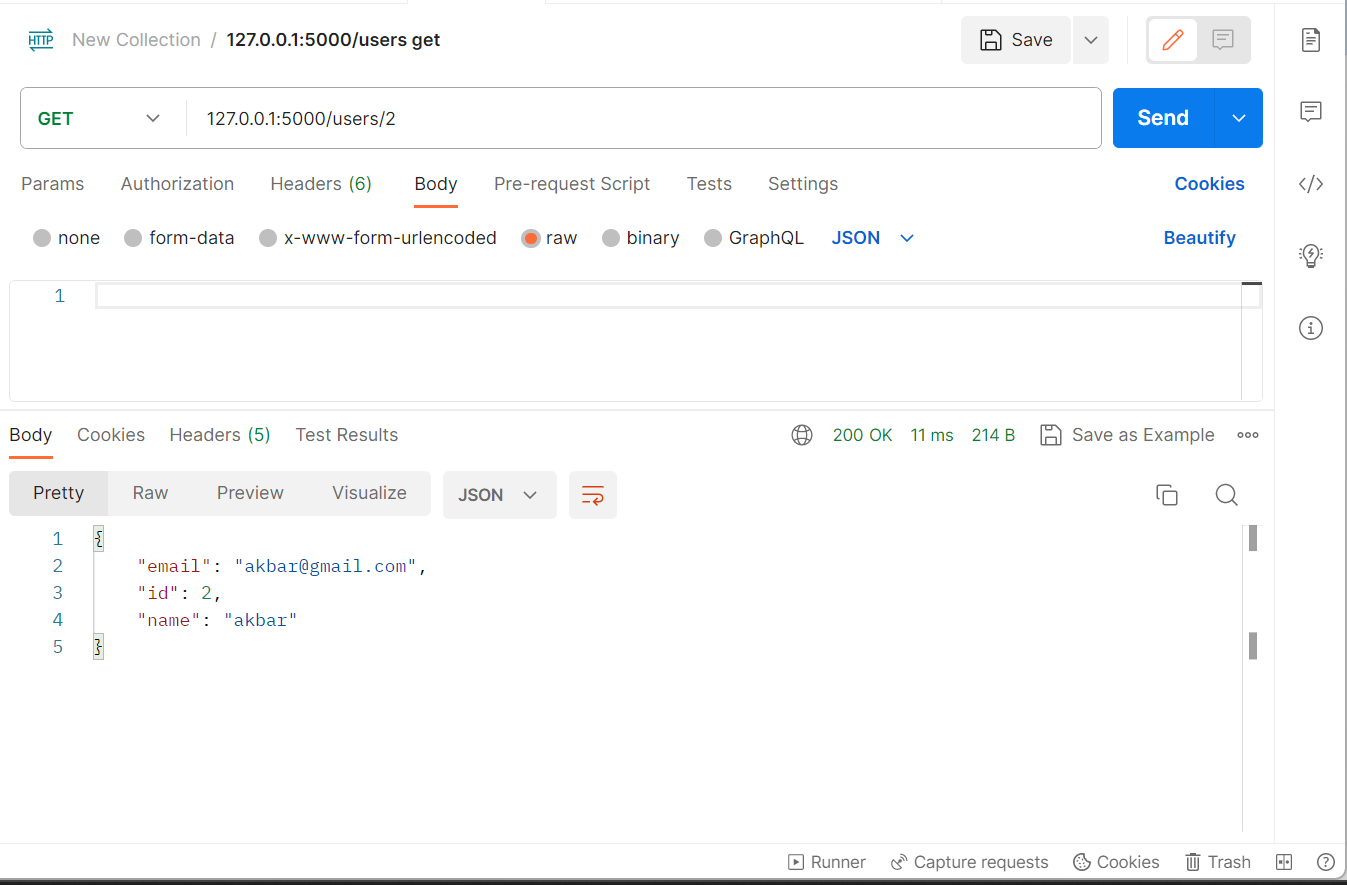 HTTP New Collection / 127.0.0.1:5000/users get Save
GET 127.0.0.1:5000/users/2 Send
Params Authorization Headers (6) Body Pre-request Script Tests Settings Cookies
none form-data x-www-form-urlencoded raw binary GraphQL JSON Beautify
1
Body Cookies Headers (5) Test Results 200 OK 11 ms 214 B Save as Example
Pretty Raw Preview Visualize JSON
1 {
2 "email": "akbar@gmail.com",
3 "id": 2,
4 "name": "akbar"
5 }
Runner Capture requests Cookies Trash